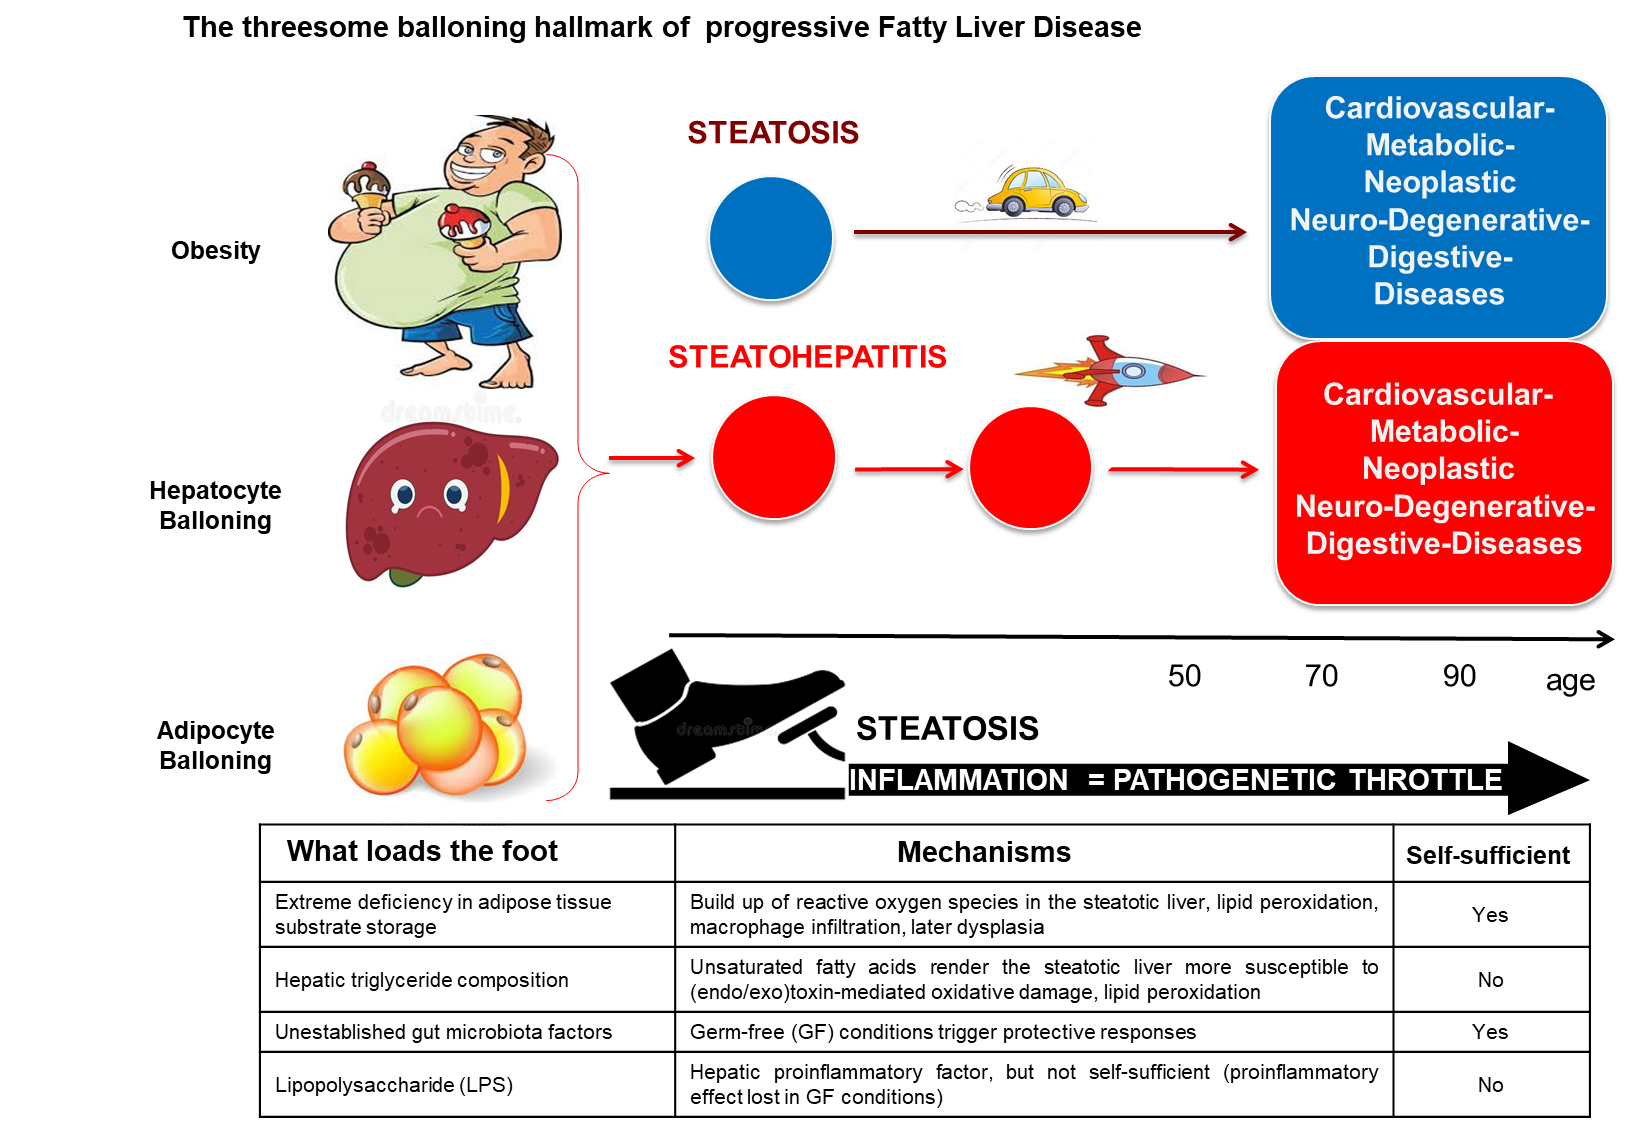 The threesome balloning hallmark of progressive Fatty Liver Disease
STEATOSIS
Cardiovascular-
Metabolic-
Neoplastic
Neuro-Degenerative-
Digestive-
Diseases
Obesity
STEATOHEPATITIS
dreamstime.
Cardiovascular-
Metabolic-
Neoplastic
Neuro-Degenerative-
Digestive-Diseases
Hepatocyte
Balloning
50 70 90 age
Adipocyte
Balloning
dreamstim
STEATOSIS
INFLAMMATION = PATHOGENETIC THROTTLE
What loads the foot
Mechanisms
Self-sufficient
Extreme deficiency in adipose tissue
substrate storage
Build up of reactive oxygen species in the steatotic liver, lipid peroxidation,
macrophage infiltration, later dysplasia
Yes
Hepatic triglyceride composition
Unsaturated fatty acids render the steatotic liver more susceptible to
(endo/exo)toxin-mediated oxidative damage, lipid peroxidation
No
Unestablished gut microbiota factors
Germ-free (GF) conditions trigger protective responses
Yes
Lipopolysaccharide (LPS)
Hepatic proinflammatory factor, but not self-sufficient (proinflammatory
effect lost in GF conditions)
No